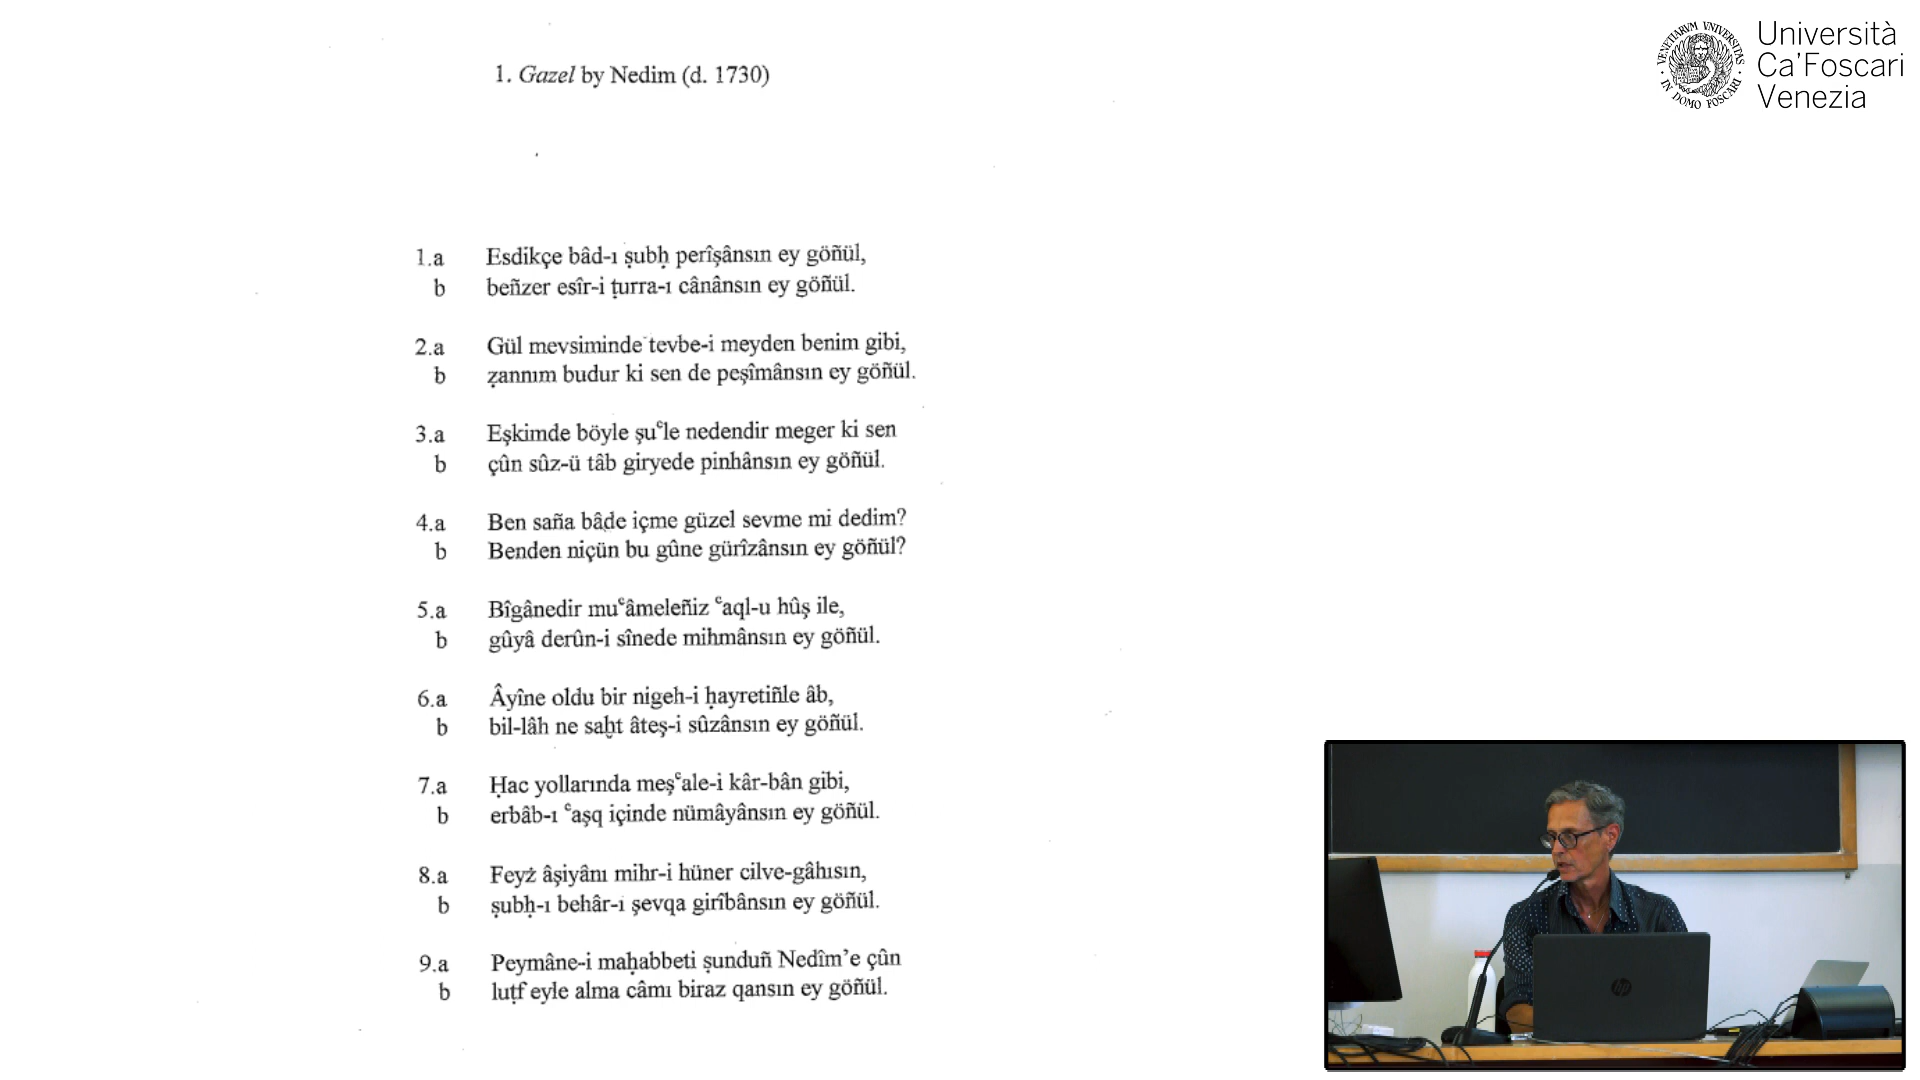 1. Gazel by Nedim (d. 1730)
Università
Ca'Foscari
Venezia
VENETIARVM VNIVERSITAS
IN DOMO FOSCARI
1.a Esdikçe bâd-ı ṣubḥ perîşânsın ey göñül,
b beñzer esîr-i ṭurra-ı cânânsın ey göñül.
2.a Gül mevsiminde tevbe-i meyden benim gibi,
b ẓannım budur ki sen de peşîmânsın ey göñül.
3.a Eşkimde böyle şuᶜle nedendir meger ki sen
b çûn sûz-ü tâb giryede pinhânsın ey göñül.
4.a Ben saña bâde içme güzel sevme mi dedim?
b Benden niçün bu gûne gürîzânsın ey göñül?
5.a Bîgânedir muᶜâmeleñiz ᶜaql-u hûş ile,
b gûyâ derûn-i sînede mihmânsın ey göñül.
6.a Âyîne oldu bir nigeh-i ḥayretiñle âb,
b bil-lâh ne saḫt âteş-i sûzânsın ey göñül.
7.a Ḥac yollarında meşᶜale-i kâr-bân gibi,
b erbâb-ı ᶜaşq içinde nümâyânsın ey göñül.
8.a Feyż âşiyânı mihr-i hüner cilve-gâhısın,
b ṣubḥ-ı behâr-ı şevqa girîbânsın ey göñül.
9.a Peymâne-i maḥabbeti ṣunduñ Nedîm'e çûn
b luṭf eyle alma câmı biraz qansın ey göñül.
hp